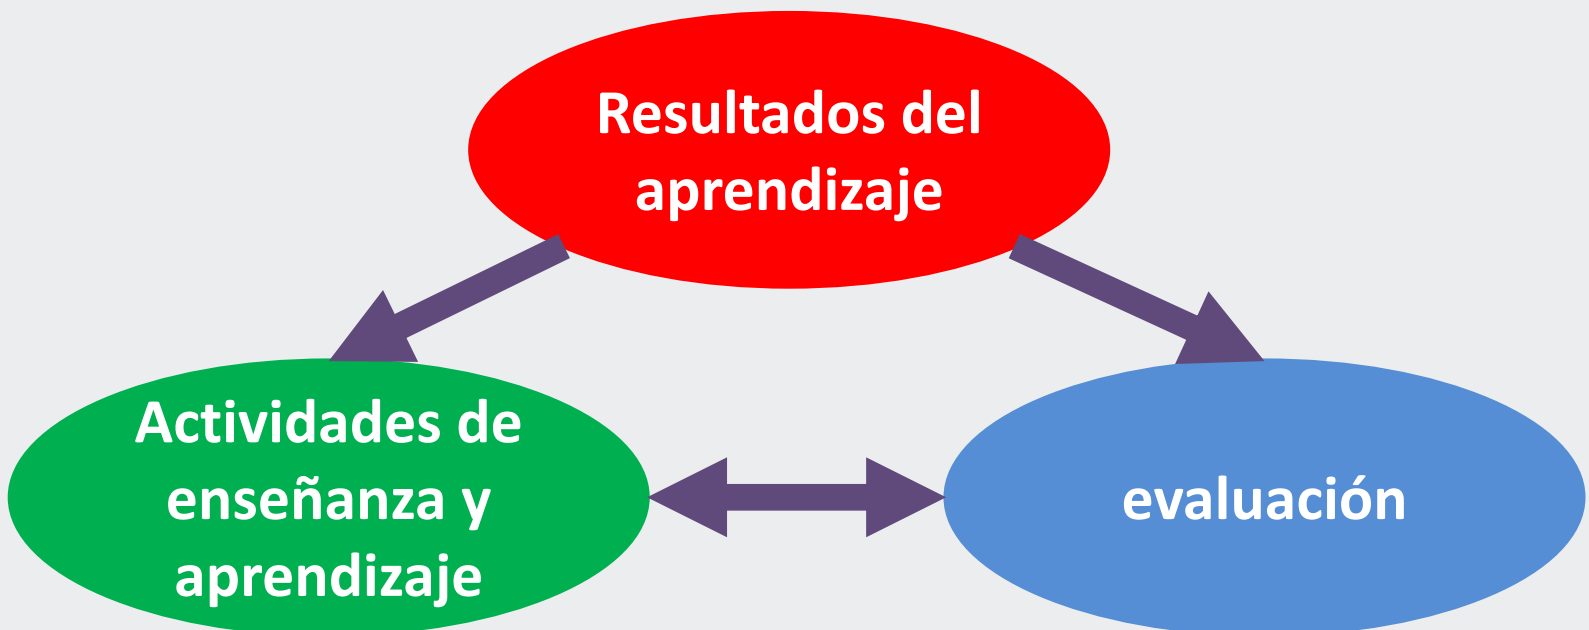 Resultados del
aprendizaje
Actividades de
enseñanza y
aprendizaje
evaluación